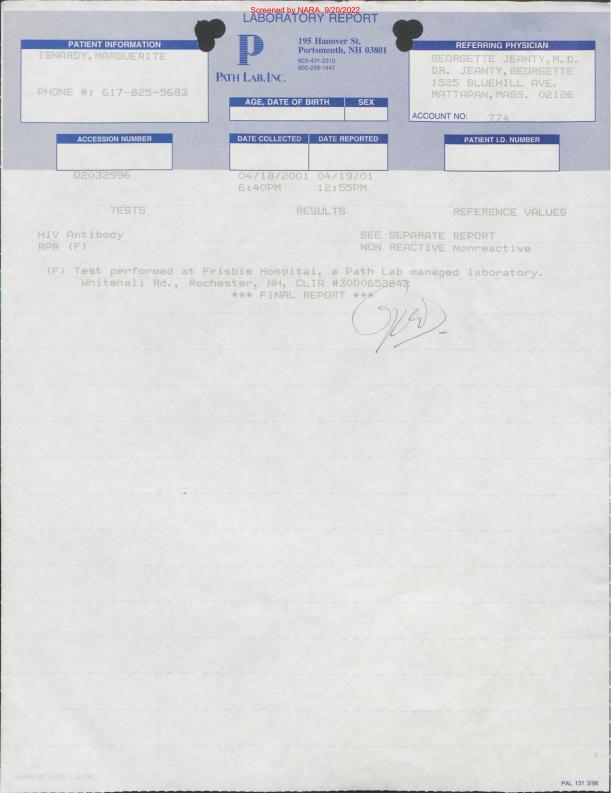 Screened by NARA, 9/20/2022
LABORATORY REPORT
PATIENT INFORMATION
ISNARDY,MARGUERITE
PHONE #: 617-825-5683
P
PATH LAB, INC.
195 Hanover St.
Portsmouth, NH 03801
603-431-2310
800-258-1441
REFERRING PHYSICIAN
GEORGETTE JEANTY,M.D.
DR. JEANTY,GEORGETTE
1525 BLUEHILL AVE.
MATTAPAN,MASS. 02126
ACCOUNT NO: 774
AGE, DATE OF BIRTH SEX
ACCESSION NUMBER
DATE COLLECTED DATE REPORTED
PATIENT I.D. NUMBER
Q2032996 04/18/2001 04/19/01
6:40PM 12:55PM
TESTS RESULTS REFERENCE VALUES
HIV Antibody SEE SEPARATE REPORT
RPR (F) NON REACTIVE Nonreactive
(F) Test performed at Frisbie Hospital, a Path Lab managed laboratory.
Whitehall Rd., Rochester, NH, CLIA #30D0652847
*** FINAL REPORT ***
PAL 131 3/98